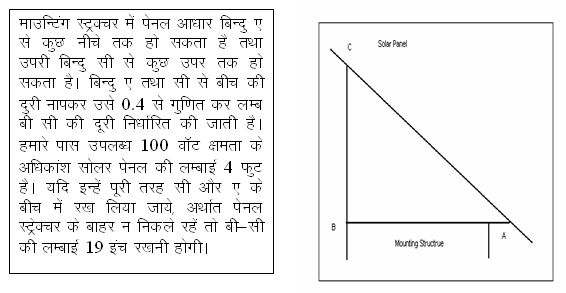 माउन्टिंग स्ट्रक्चर में पेनल आधार बिन्दु ए
से कुछ नीचे तक हो सकता है तथा
उपरी बिन्दु सी से कुछ उपर तक हो
सकता है। बिन्दु ए तथा सी से बीच की
दुरी नापकर उसे 0.4 से गुणित कर लम्ब
बी सी की दूरी निर्धारित की जाती है।
हमारे पास उपलब्ध 100 वॉट क्षमता के
अधिकांश सोलर पेनल की लम्बाई 4 फुट
है। यदि इन्हें पूरी तरह सी और ए के
बीच में रख लिया जाये, अर्थात पेनल
स्ट्रेक्चर के बाहर न निकले रहें तो बी–सी
की लम्बाई 19 इंच रखनी होगी।
C
Solar Panel
B
A
Mounting Structrue